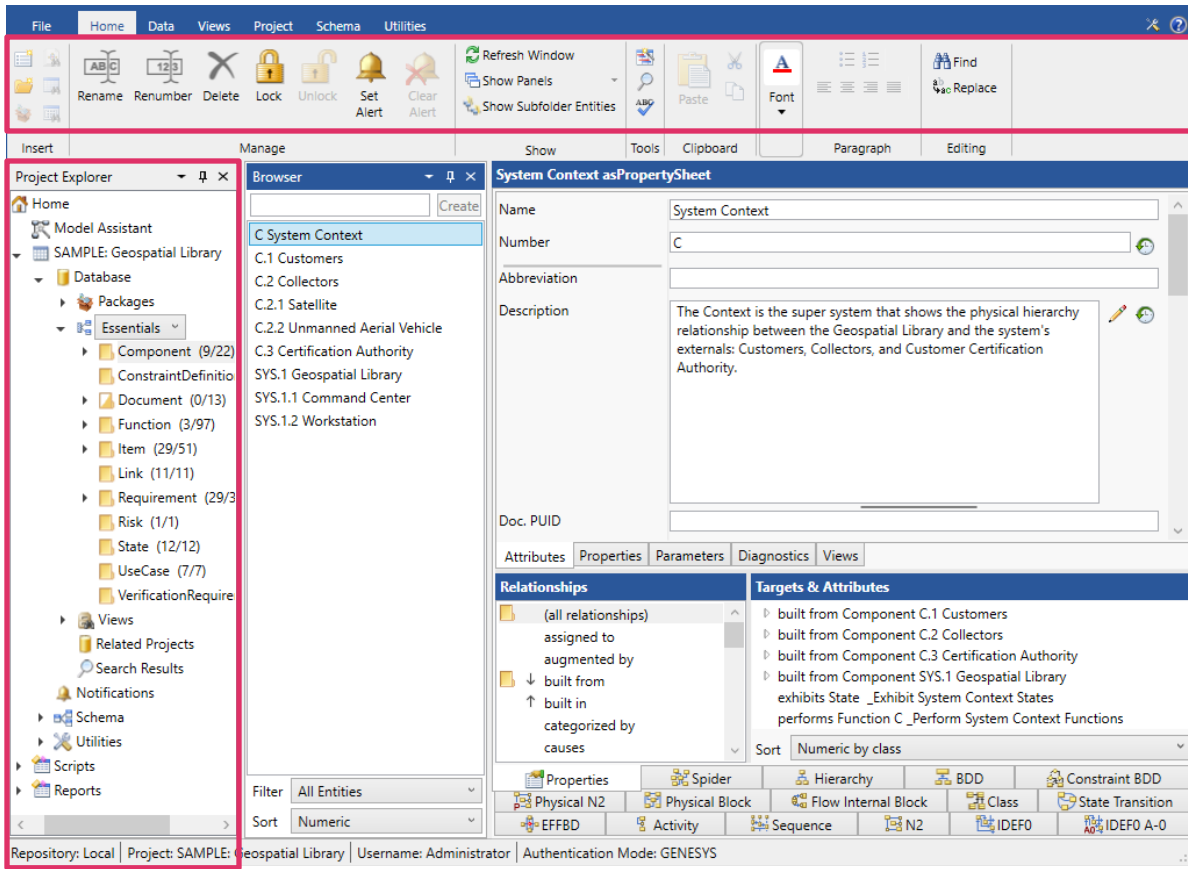 File Home Data Views Project Schema Utilities
Rename Renumber Delete Lock Unlock Set Alert Clear Alert
Refresh Window
Show Panels
Show Subfolder Entities
Paste
Font
Find
Replace
Insert Manage Show Tools Clipboard Paragraph Editing
Project Explorer
Home
Model Assistant
SAMPLE: Geospatial Library
Database
Packages
Essentials
Component (9/22)
ConstraintDefinitio
Document (0/13)
Function (3/97)
Item (29/51)
Link (11/11)
Requirement (29/3
Risk (1/1)
State (12/12)
UseCase (7/7)
VerificationRequire
Views
Related Projects
Search Results
Notifications
Schema
Utilities
Scripts
Reports
Browser
Create
C System Context
C.1 Customers
C.2 Collectors
C.2.1 Satellite
C.2.2 Unmanned Aerial Vehicle
C.3 Certification Authority
SYS.1 Geospatial Library
SYS.1.1 Command Center
SYS.1.2 Workstation
Filter All Entities
Sort Numeric
System Context asPropertySheet
Name System Context
Number C
Abbreviation
Description
The Context is the super system that shows the physical hierarchy
relationship between the Geospatial Library and the system's
externals: Customers, Collectors, and Customer Certification
Authority.
Doc. PUID
Attributes Properties Parameters Diagnostics Views
Relationships
(all relationships)
assigned to
augmented by
built from
built in
categorized by
causes
Targets & Attributes
built from Component C.1 Customers
built from Component C.2 Collectors
built from Component C.3 Certification Authority
built from Component SYS.1 Geospatial Library
exhibits State _Exhibit System Context States
performs Function C _Perform System Context Functions
Sort Numeric by class
Properties Spider Hierarchy BDD Constraint BDD
Physical N2 Physical Block Flow Internal Block Class State Transition
EFFBD Activity Sequence N2 IDEF0 IDEF0 A-0
Repository: Local Project: SAMPLE: Geospatial Library Username: Administrator Authentication Mode: GENESYS